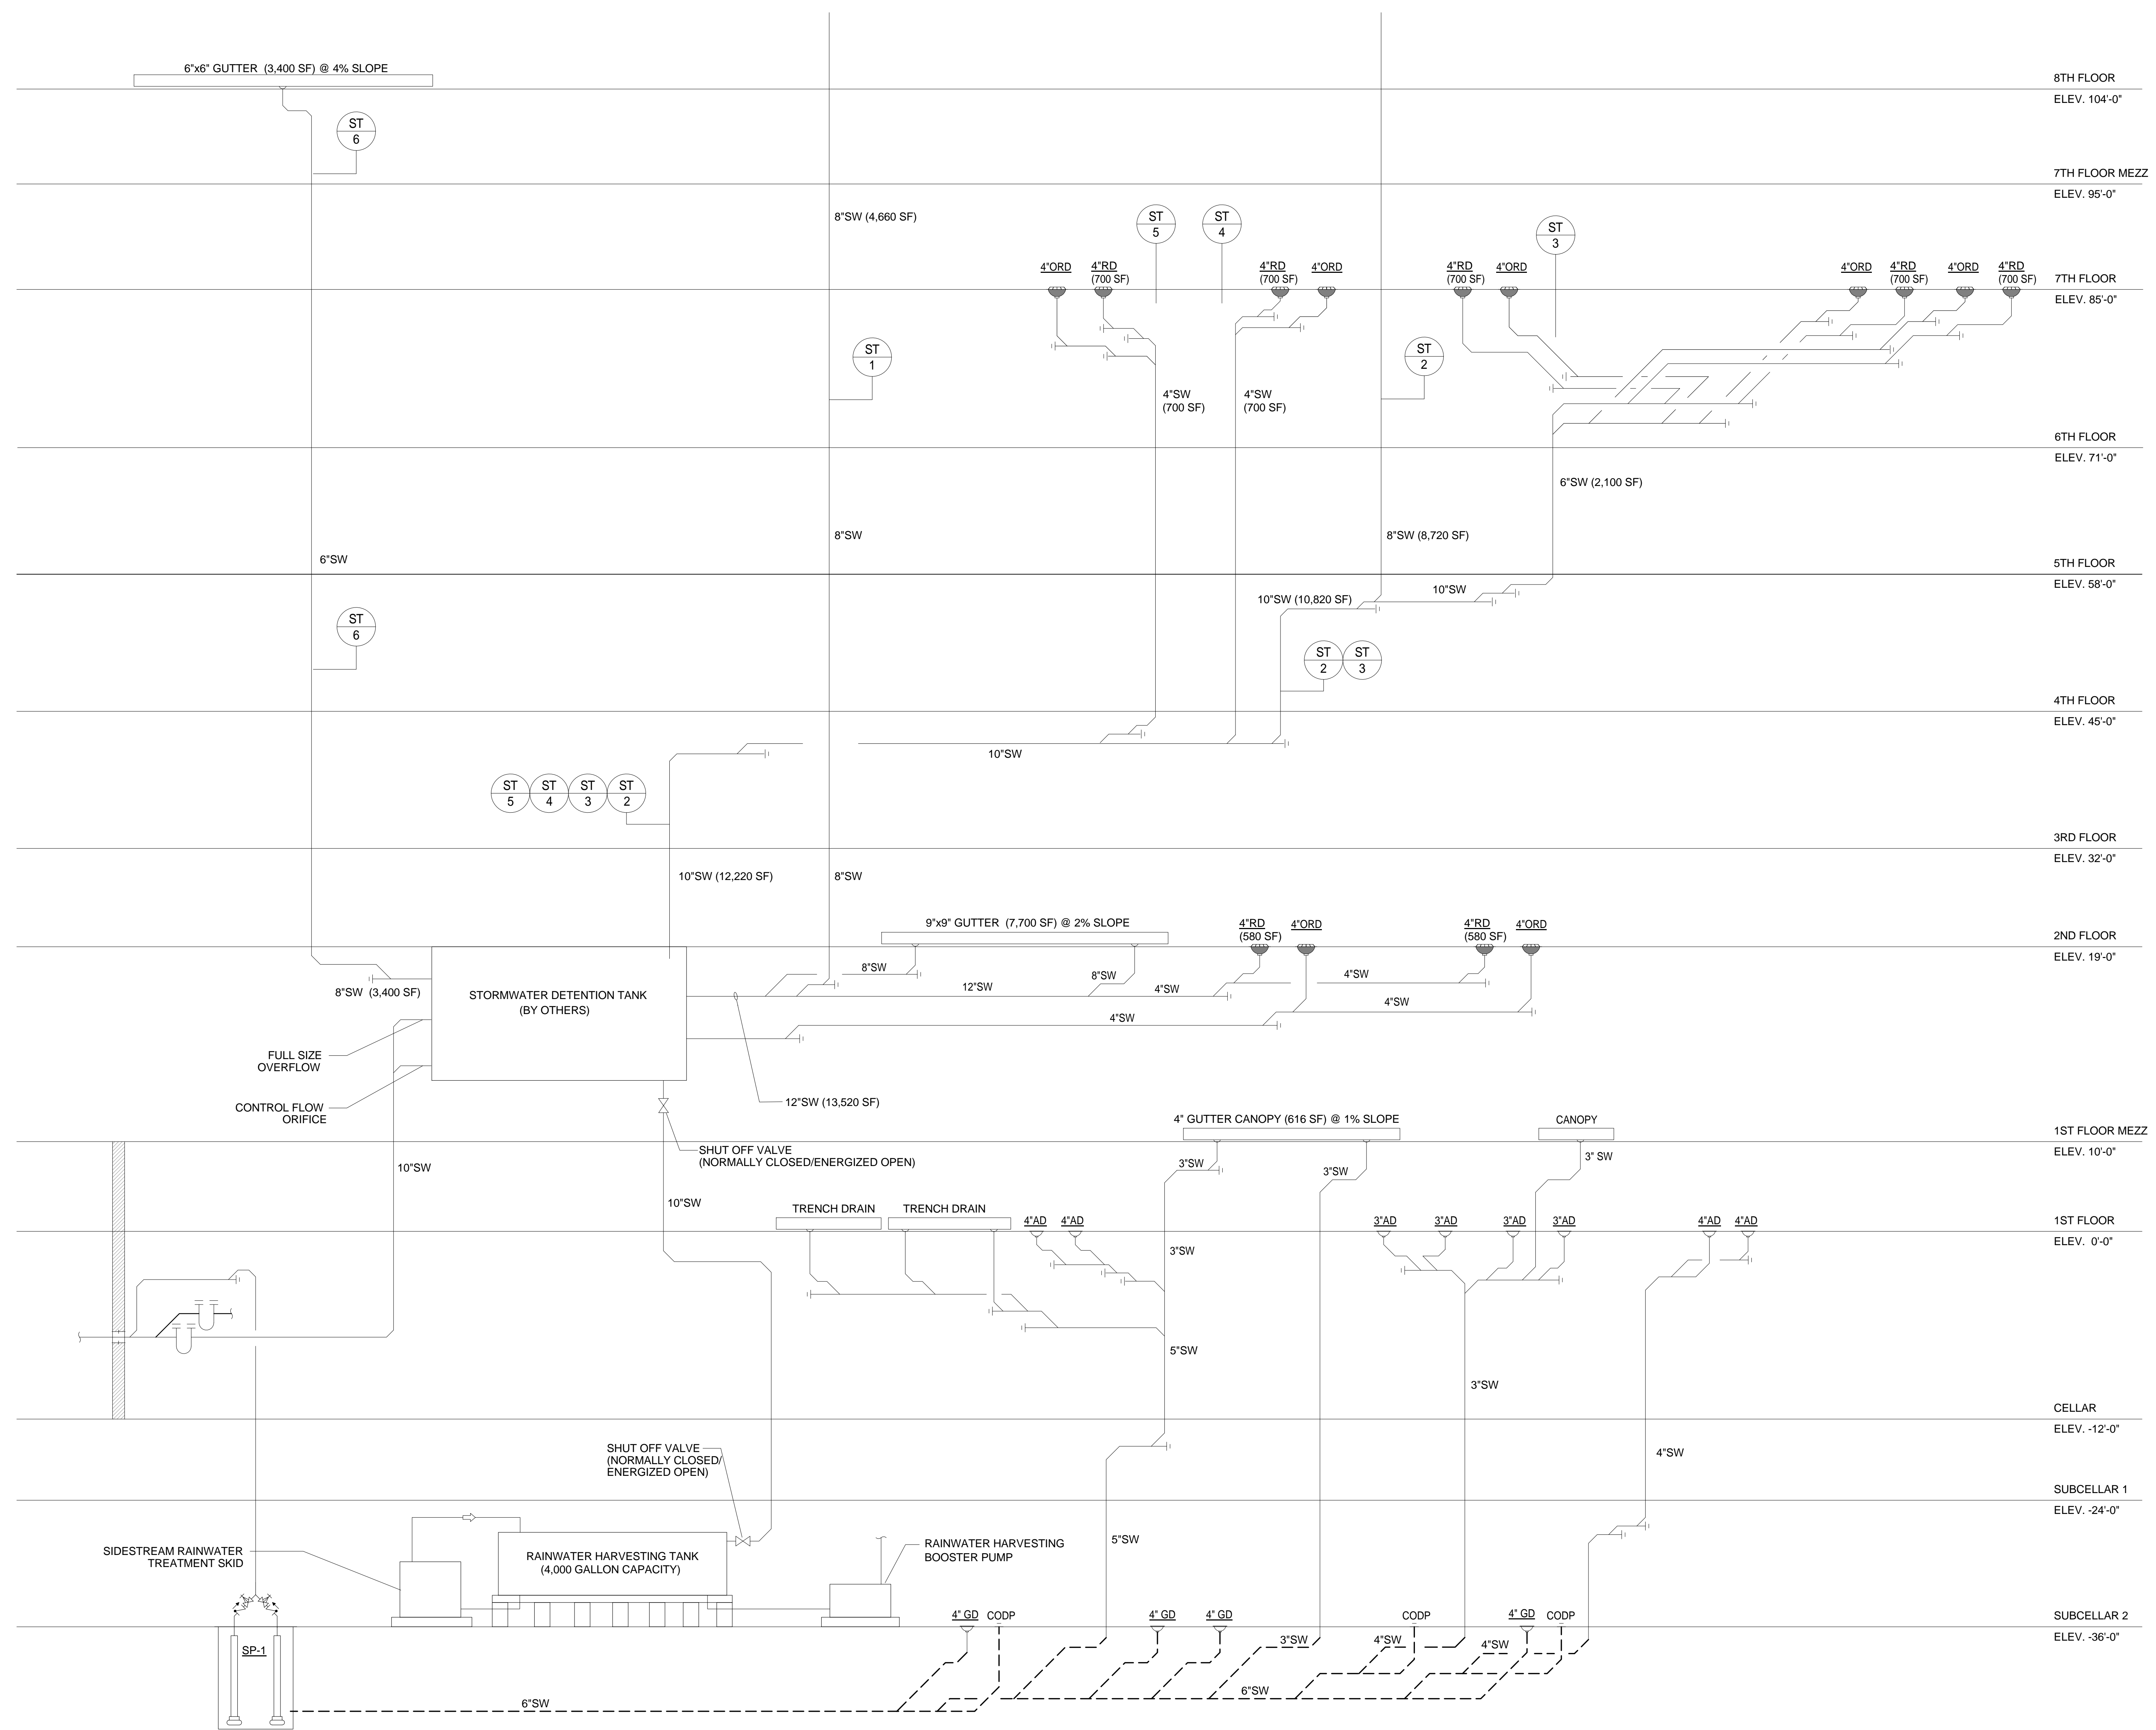 6"x6" GUTTER (3,400 SF) @ 4% SLOPE
8TH FLOOR
ELEV. 104'-0"
ST
6
7TH FLOOR MEZZ
ELEV. 95'-0"
8"SW (4,660 SF)
ST
5
ST
4
ST
3
4"ORD
4"RD
(700 SF)
4"RD
(700 SF)
4"ORD
4"RD
(700 SF)
4"ORD
4"ORD
4"RD
(700 SF)
4"ORD
4"RD
(700 SF)
7TH FLOOR
ELEV. 85'-0"
ST
1
ST
2
4"SW
(700 SF)
4"SW
(700 SF)
6TH FLOOR
ELEV. 71'-0"
6"SW (2,100 SF)
8"SW
8"SW (8,720 SF)
6"SW
5TH FLOOR
ELEV. 58'-0"
10"SW
10"SW (10,820 SF)
ST
6
ST
2
ST
3
4TH FLOOR
ELEV. 45'-0"
10"SW
ST
5
ST
4
ST
3
ST
2
3RD FLOOR
ELEV. 32'-0"
10"SW (12,220 SF)
8"SW
9"x9" GUTTER (7,700 SF) @ 2% SLOPE
4"RD
(580 SF)
4"ORD
4"RD
(580 SF)
4"ORD
2ND FLOOR
ELEV. 19'-0"
8"SW
8"SW
4"SW
8"SW (3,400 SF)
STORMWATER DETENTION TANK
(BY OTHERS)
12"SW
4"SW
4"SW
4"SW
FULL SIZE
OVERFLOW
CONTROL FLOW
ORIFICE
12"SW (13,520 SF)
4" GUTTER CANOPY (616 SF) @ 1% SLOPE
CANOPY
1ST FLOOR MEZZ
ELEV. 10'-0"
SHUT OFF VALVE
(NORMALLY CLOSED/ENERGIZED OPEN)
10"SW
3"SW
3"SW
3" SW
10"SW
TRENCH DRAIN
TRENCH DRAIN
4"AD
4"AD
3"AD
3"AD
3"AD
3"AD
4"AD
4"AD
1ST FLOOR
ELEV. 0'-0"
3"SW
5"SW
3"SW
CELLAR
ELEV. -12'-0"
SHUT OFF VALVE
(NORMALLY CLOSED/
ENERGIZED OPEN)
4"SW
SUBCELLAR 1
ELEV. -24'-0"
5"SW
SIDESTREAM RAINWATER
TREATMENT SKID
RAINWATER HARVESTING TANK
(4,000 GALLON CAPACITY)
RAINWATER HARVESTING
BOOSTER PUMP
4" GD
CODP
4" GD
4" GD
CODP
4" GD
CODP
SUBCELLAR 2
ELEV. -36'-0"
SP-1
3"SW
4"SW
4"SW
6"SW
6"SW